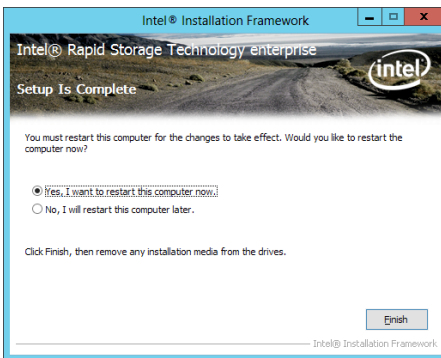 Intel® Installation Framework
Intel® Rapid Storage Technology enterprise
intel
Setup Is Complete
You must restart this computer for the changes to take effect. Would you like to restart the
computer now?
Yes, I want to restart this computer now.
No, I will restart this computer later.
Click Finish, then remove any installation media from the drives.
Finish
Intel® Installation Framework